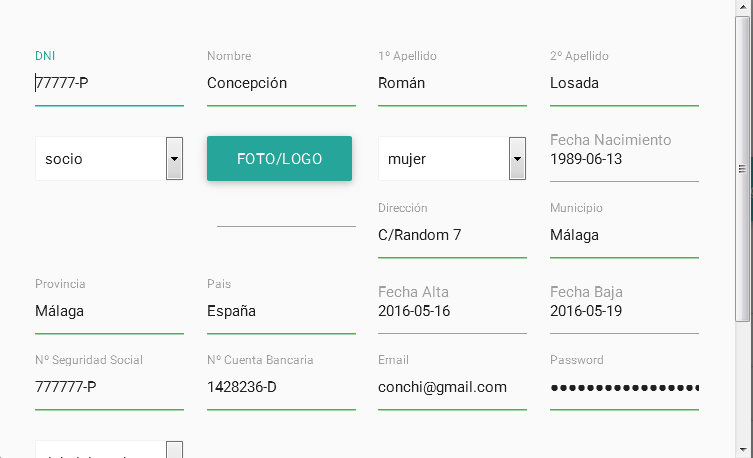 DNI Nombre 1º Apellido 2º Apellido
77777-P Concepción Román Losada
Fecha Nacimiento
socio FOTO/LOGO mujer 1989-06-13
Dirección Municipio
C/Random 7 Málaga
Provincia Pais Fecha Alta Fecha Baja
Málaga España 2016-05-16 2016-05-19
Nº Seguridad Social Nº Cuenta Bancaria Email Password
777777-P 1428236-D conchi@gmail.com